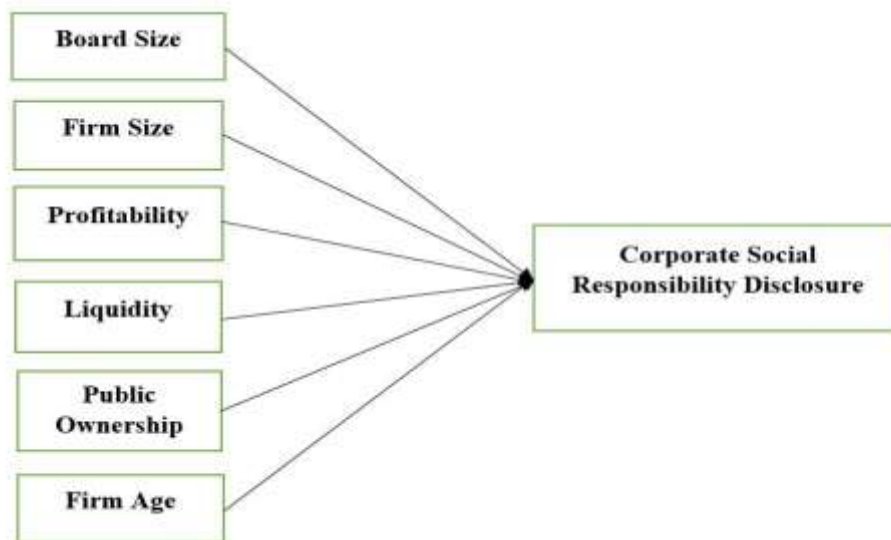 Board Size
Firm Size
Profitability
Liquidity
Public
Ownership
Firm Age
Corporate Social
Responsibility Disclosure